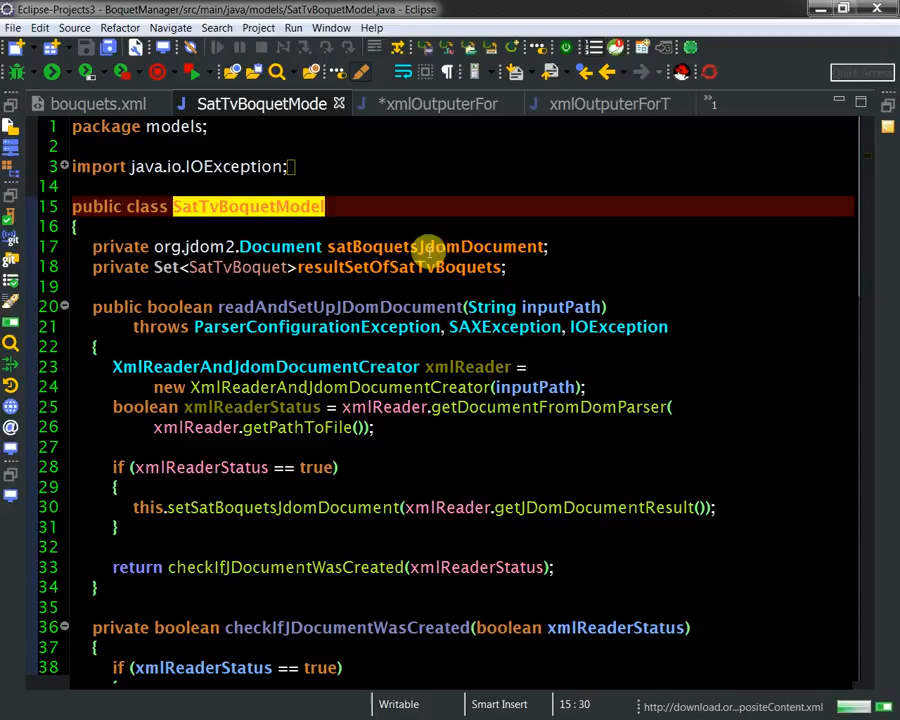 Eclipse-Projects3 - BoquetManager/src/main/java/models/SatTvBoquetModel.java - Eclipse
File Edit Source Refactor Navigate Search Project Run Window Help
Quick Access
bouquets.xml SatTvBoquetMode *xmlOutputerFor xmlOutputerForT »1
1 package models;
2
3 import java.io.IOException;
14
15 public class SatTvBoquetModel
16 {
17 private org.jdom2.Document satBoquetsJdomDocument;
18 private Set<SatTvBoquet>resultSetOfSatTvBoquets;
19
20 public boolean readAndSetUpJDomDocument(String inputPath)
21 throws ParserConfigurationException, SAXException, IOException
22 {
23 XmlReaderAndJdomDocumentCreator xmlReader =
24 new XmlReaderAndJdomDocumentCreator(inputPath);
25 boolean xmlReaderStatus = xmlReader.getDocumentFromDomParser(
26 xmlReader.getPathToFile());
27
28 if (xmlReaderStatus == true)
29 {
30 this.setSatBoquetsJdomDocument(xmlReader.getJDomDocumentResult());
31 }
32
33 return checkIfJDocumentWasCreated(xmlReaderStatus);
34 }
35
36 private boolean checkIfJDocumentWasCreated(boolean xmlReaderStatus)
37 {
38 if (xmlReaderStatus == true)
Writable Smart Insert 15 : 30 http://download.or...positeContent.xml